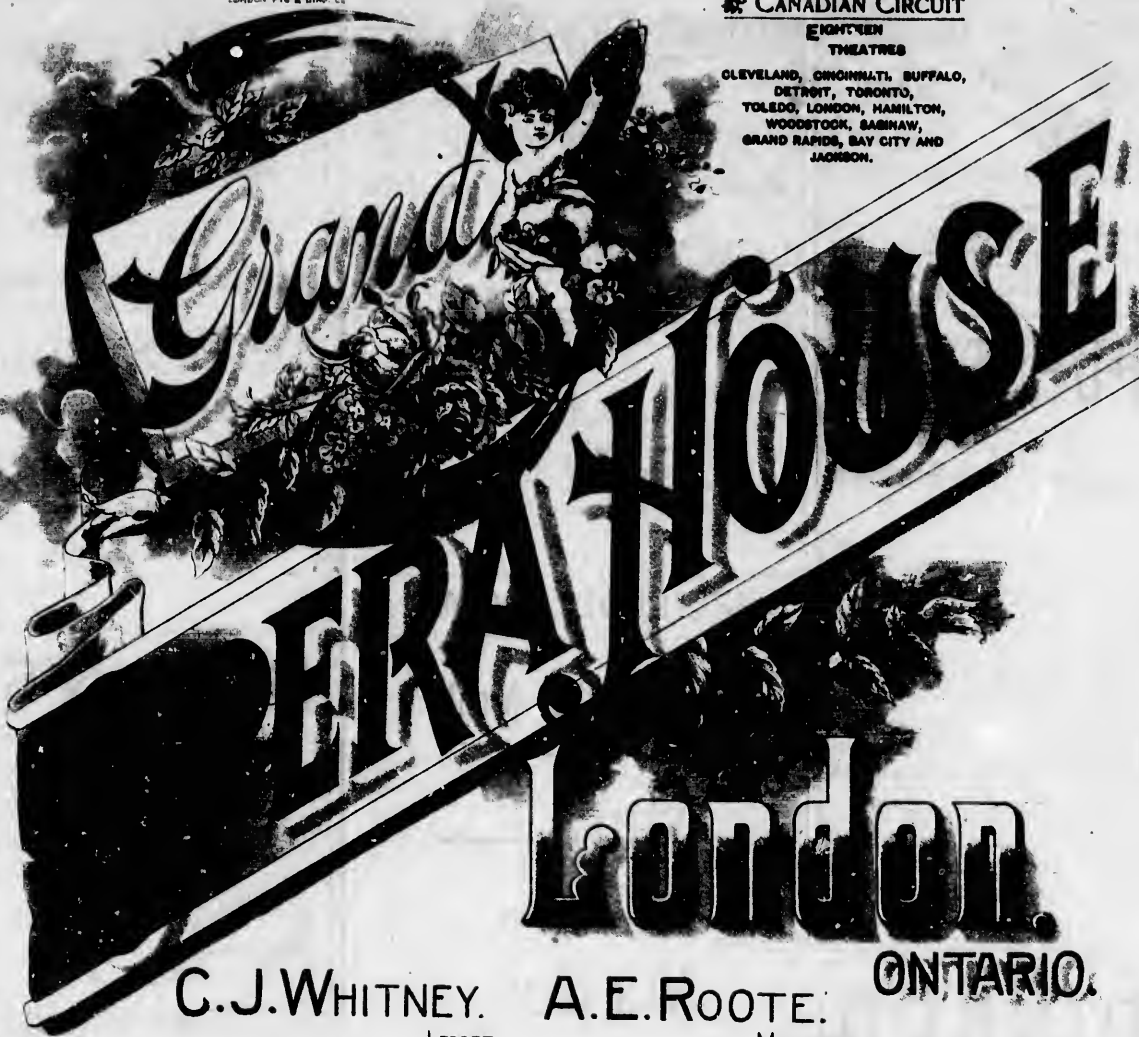 CANADIAN CIRCUIT
EIGHTEEN
THEATRES
CLEVELAND, CINCINNATI, BUFFALO,
DETROIT, TORONTO,
TOLEDO, LONDON, HAMILTON,
WOODSTOCK, SAGINAW,
GRAND RAPIDS, BAY CITY AND
JACKSON.
Grand
ERA HOUSE
London.
ONTARIO.
C.J. WHITNEY. A.E. ROOTE.